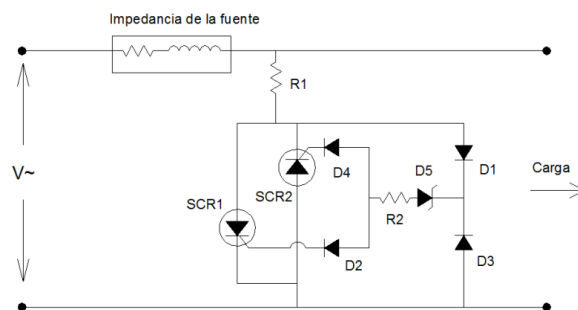 Impedancia de la fuente
R1
V~
SCR1
SCR2
D4
D2
R2
D5
D1
D3
Carga